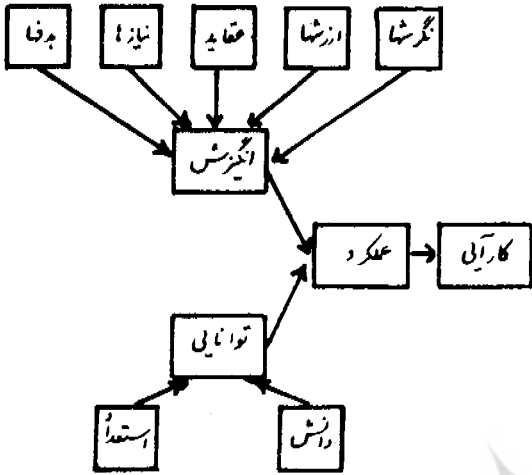 نگرشها
ارزشها
عقاید
نیازها
هدفها
انگیزش
عملکرد
کارآیی
توانایی
دانش
استعداد